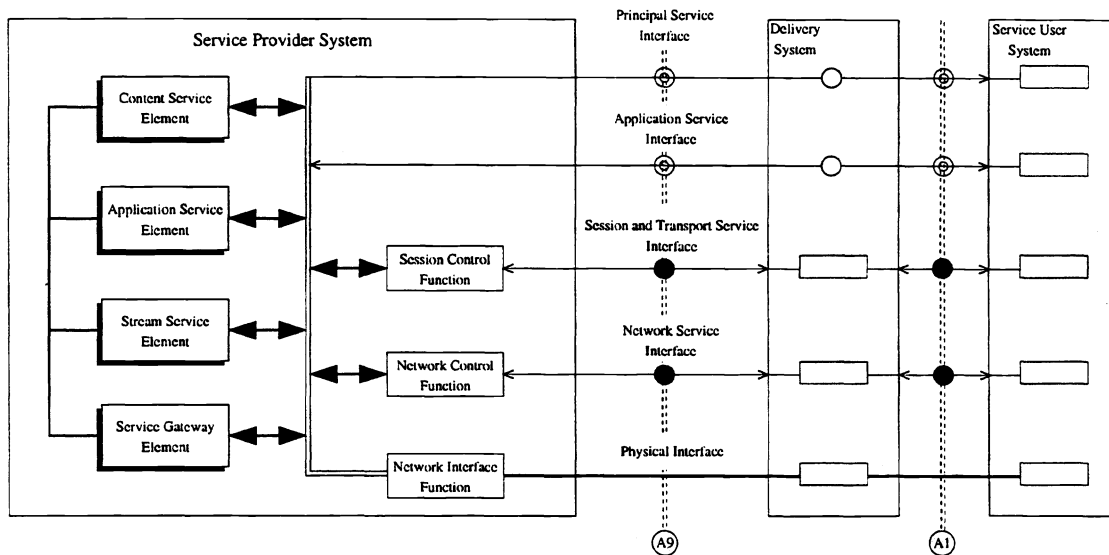 Service Provider System
Content Service
Element
Application Service
Element
Stream Service
Element
Service Gateway
Element
Session Control
Function
Network Control
Function
Network Interface
Function
Principal Service
Interface
Application Service
Interface
Session and Transport Service
Interface
Network Service
Interface
Physical Interface
A9
Delivery
System
A1
Service User
System